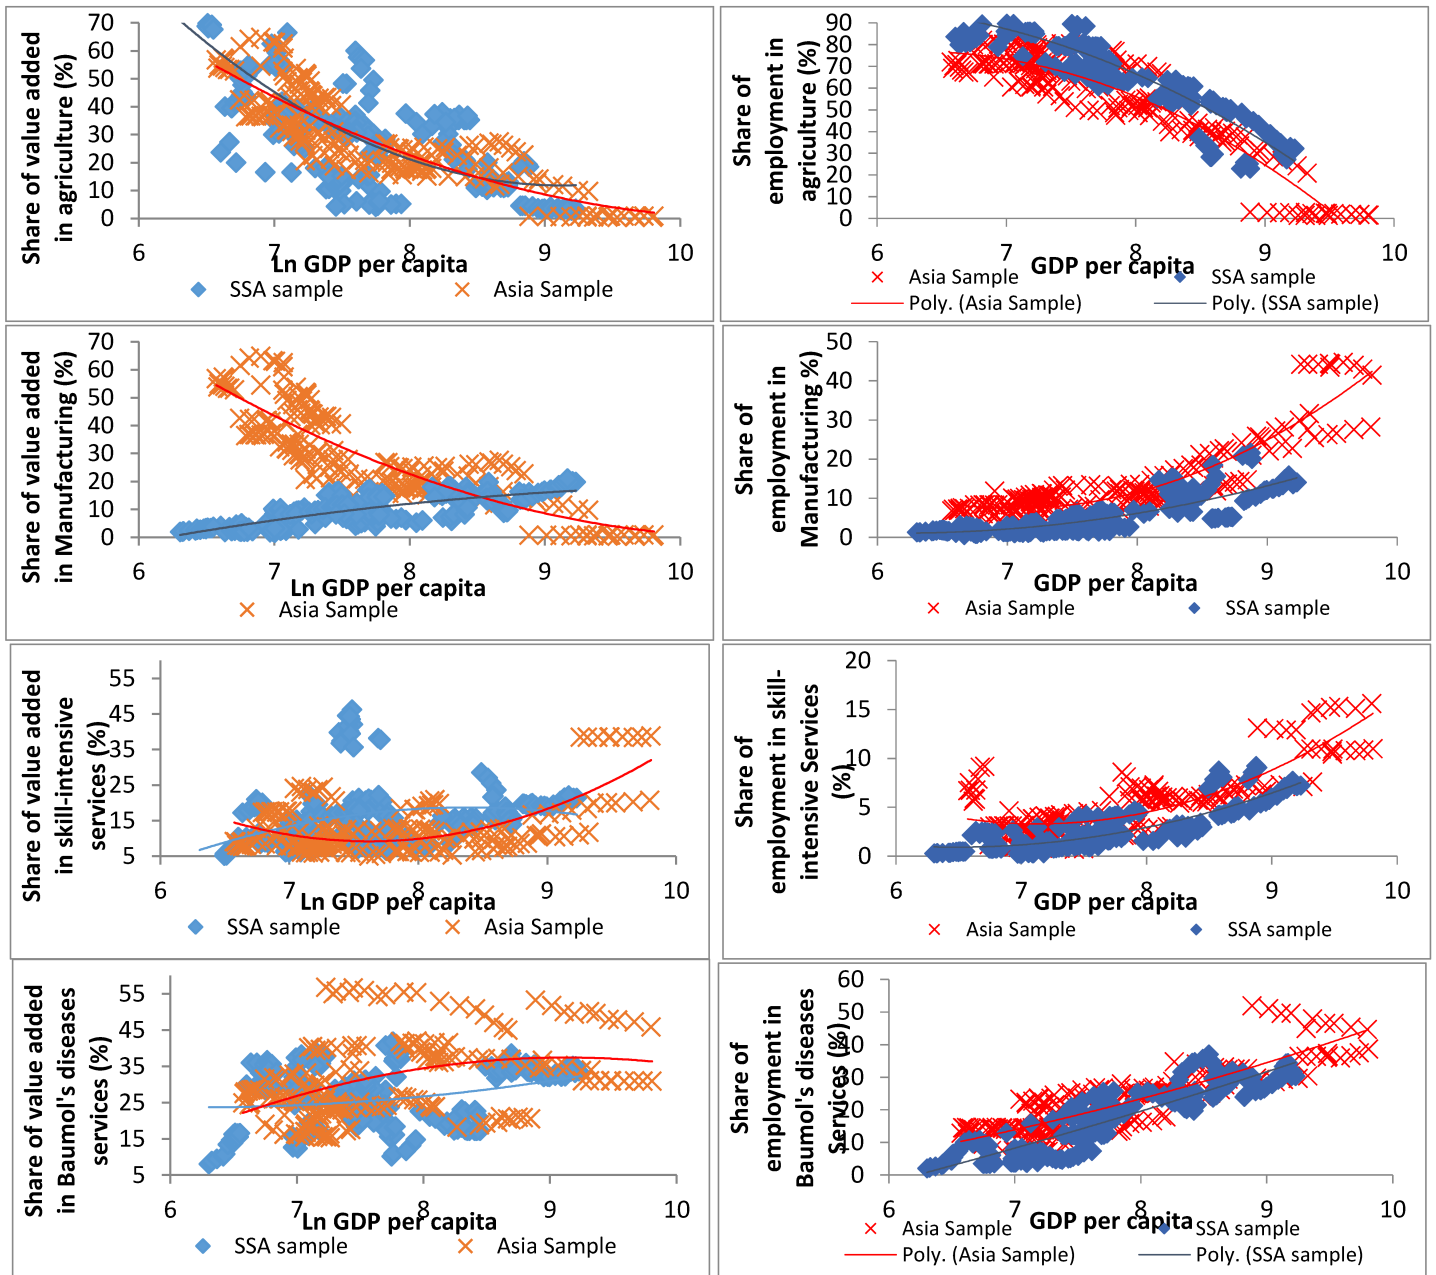 Share of value added
in agriculture (%)
70
60
50
40
30
20
10
0
6 7 8 9 10
Ln GDP per capita
SSA sample Asia Sample
Share of
employment in
agriculture (%)
90
80
70
60
50
40
30
20
10
0
6 7 8 9 10
GDP per capita
Asia Sample SSA sample
Poly. (Asia Sample) Poly. (SSA sample)
Share of value added
in Manufacturing (%)
70
60
50
40
30
20
10
0
6 7 8 9 10
Ln GDP per capita
Asia Sample
Share of
employment in
Manufacturing %)
50
40
30
20
10
0
6 7 8 9 10
GDP per capita
Asia Sample SSA sample
Share of value added
in skill-intensive
services (%)
55
45
35
25
15
5
6 7 8 9 10
Ln GDP per capita
SSA sample Asia Sample
Share of
employment in skill-
intensive Services
(%)
20
15
10
5
0
6 7 8 9 10
GDP per capita
Asia Sample SSA sample
Share of value added
in Baumol's diseases
services (%)
55
45
35
25
15
5
6 7 8 9 10
Ln GDP per capita
SSA sample Asia Sample
Share of
employment in
Baumol's diseases
Services (%)
60
50
40
30
20
10
0
6 7 8 9 10
GDP per capita
Asia Sample SSA sample
Poly. (Asia Sample) Poly. (SSA sample)